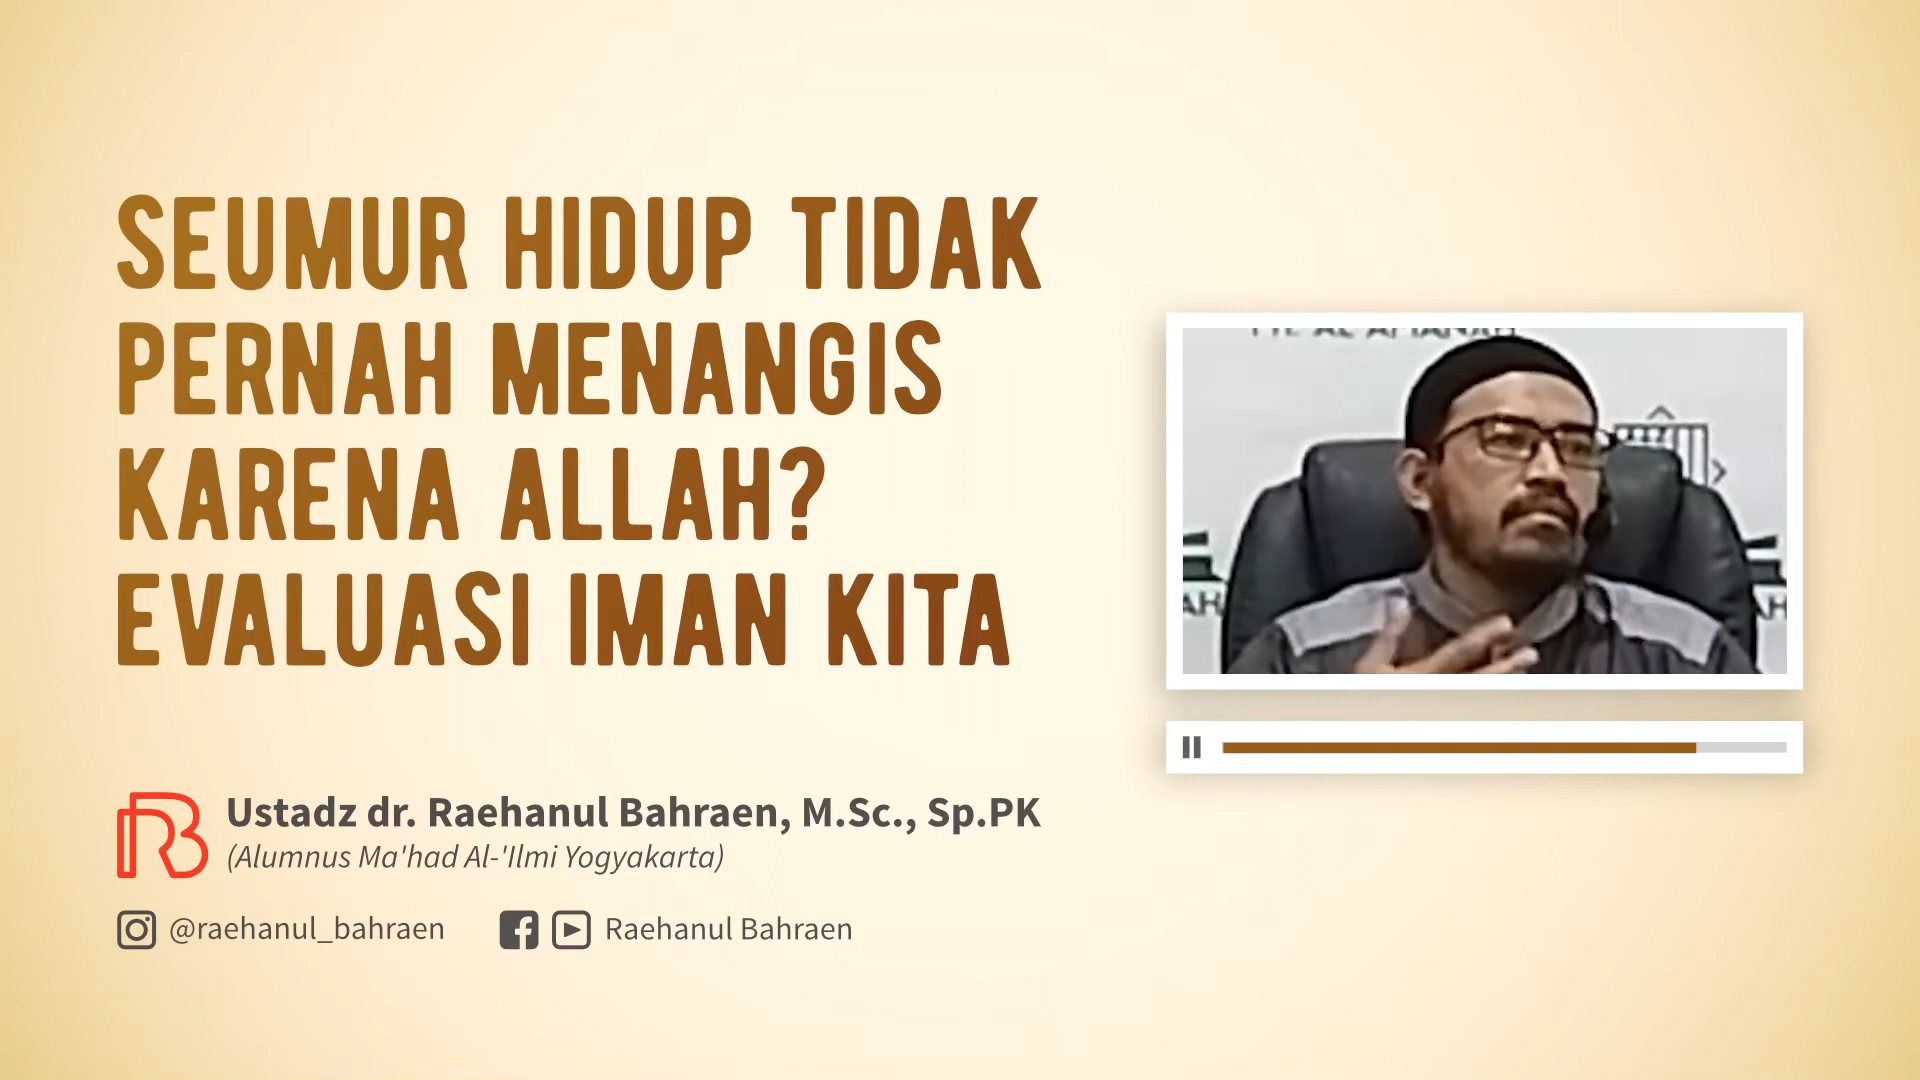 SEUMUR HIDUP TIDAK
PERNAH MENANGIS
KARENA ALLAH?
EVALUASI IMAN KITA
Ustadz dr. Raehanul Bahraen, M.Sc., Sp.PK
(Alumnus Ma'had Al-'Ilmi Yogyakarta)
@raehanul_bahraen
Raehanul Bahraen